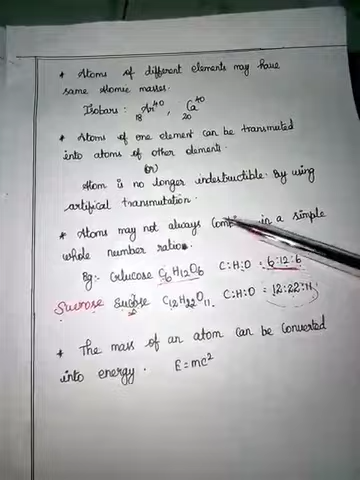 * Atoms of different elements may have
same atomic masses.
Isobars : ₁₈Ar⁴⁰, ₂₀Ca⁴⁰
* Atoms of one element can be transmuted
into atoms of other elements.
(or)
Atom is no longer indestructible. By using
artifical transmutation.
* Atoms may not always in a simple
whole number ratio.
Eg: Glucose C₆H₁₂O₆ C:H:O = 6:12:6
Sucrose C₁₂H₂₂O₁₁. C:H:O = 12:22:11
* The mass of an atom can be converted
into energy. E=mc²